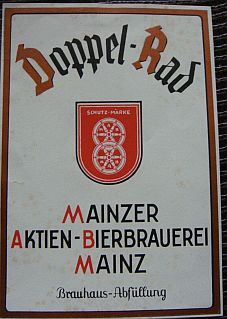 Doppel-Rad
SCHUTZ-MARKE
MAINZER
AKTIEN-BIERBRAUEREI
MAINZ
Brauhaus-Abfüllung